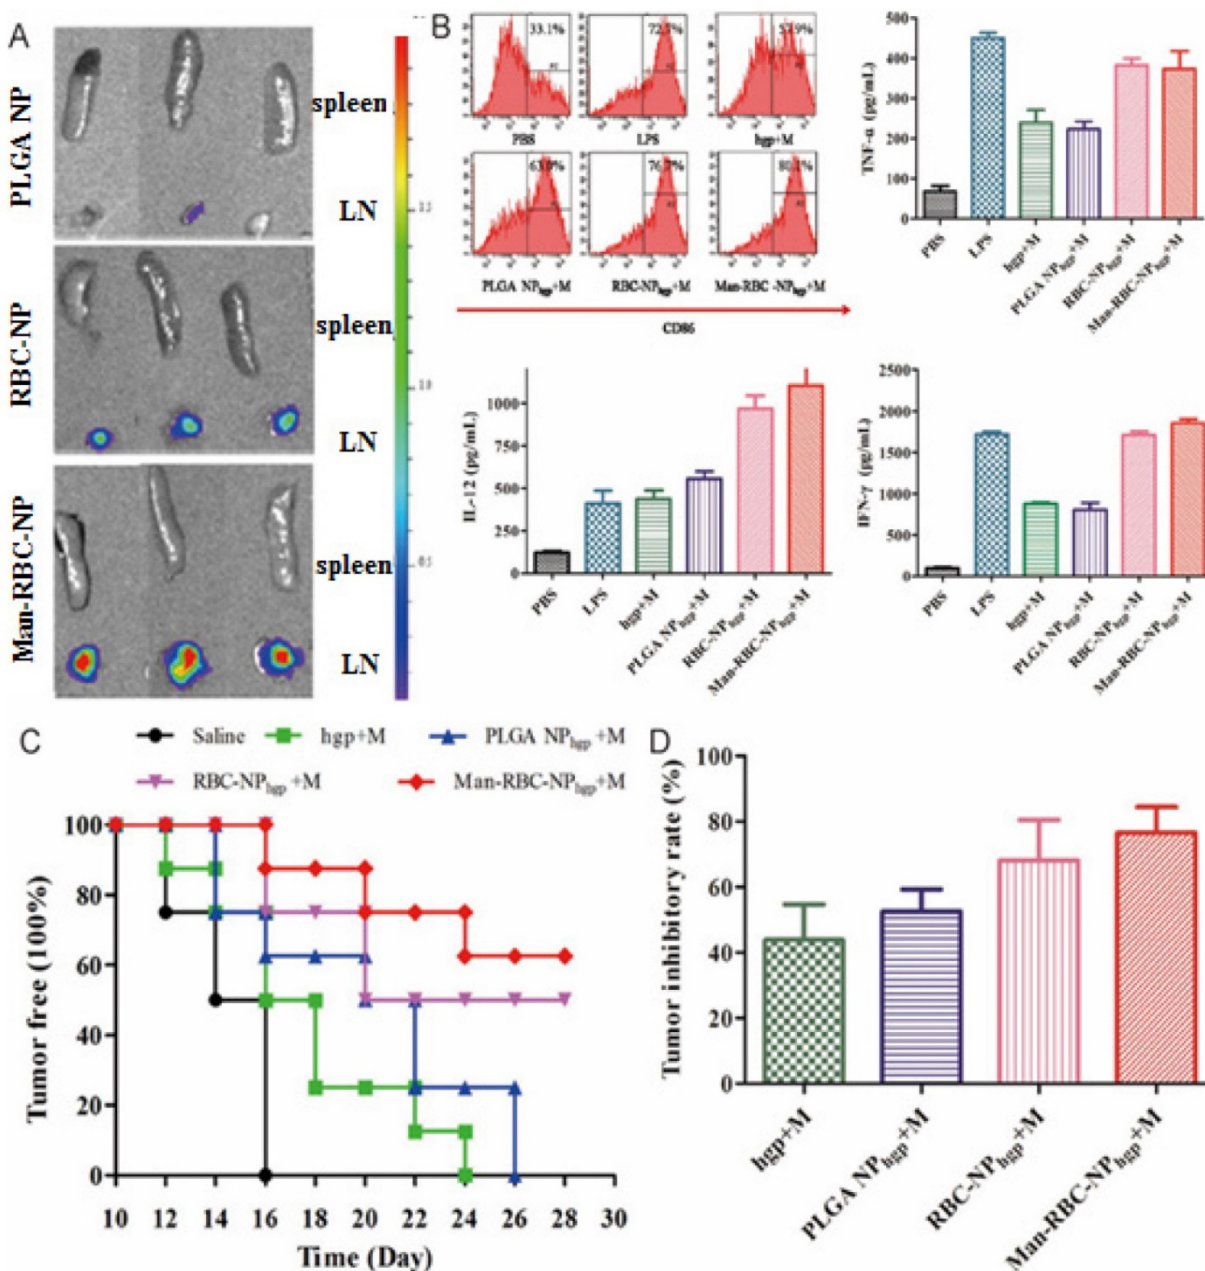 A
PLGA NP
spleen
LN
RBC-NP
spleen
LN
Man-RBC-NP
spleen
LN
1.5
1.0
0.5
B
33.1%
PBS
LPS
hgp+M
PLGA NPhgp+M
RBC-NPhgp+M
Man-RBC -NPhgp+M
CD86
TNF-α (pg/mL)
500
400
300
200
100
0
PBS
LPS
hgp+M
PLGA NPhgp+M
RBC-NPhgp+M
Man-RBC-NPhgp+M
IL-12 (pg/mL)
1000
750
500
250
0
PBS
LPS
hgp+M
PLGA NPhgp+M
RBC-NPhgp+M
Man-RBC-NPhgp+M
IFN-γ (pg/mL)
2500
2000
1500
1000
500
0
PBS
LPS
hgp+M
PLGA NPhgp+M
RBC-NPhgp+M
Man-RBC-NPhgp+M
C
Saline
hgp+M
PLGA NPhgp +M
RBC-NPhgp +M
Man-RBC-NPhgp+M
Tumor free (100%)
100
80
60
40
20
0
10 12 14 16 18 20 22 24 26 28 30
Time (Day)
D
Tumor inhibitory rate (%)
100
80
60
40
20
0
hgp+M
PLGA NPhgp+M
RBC-NPhgp+M
Man-RBC-NPhgp+M